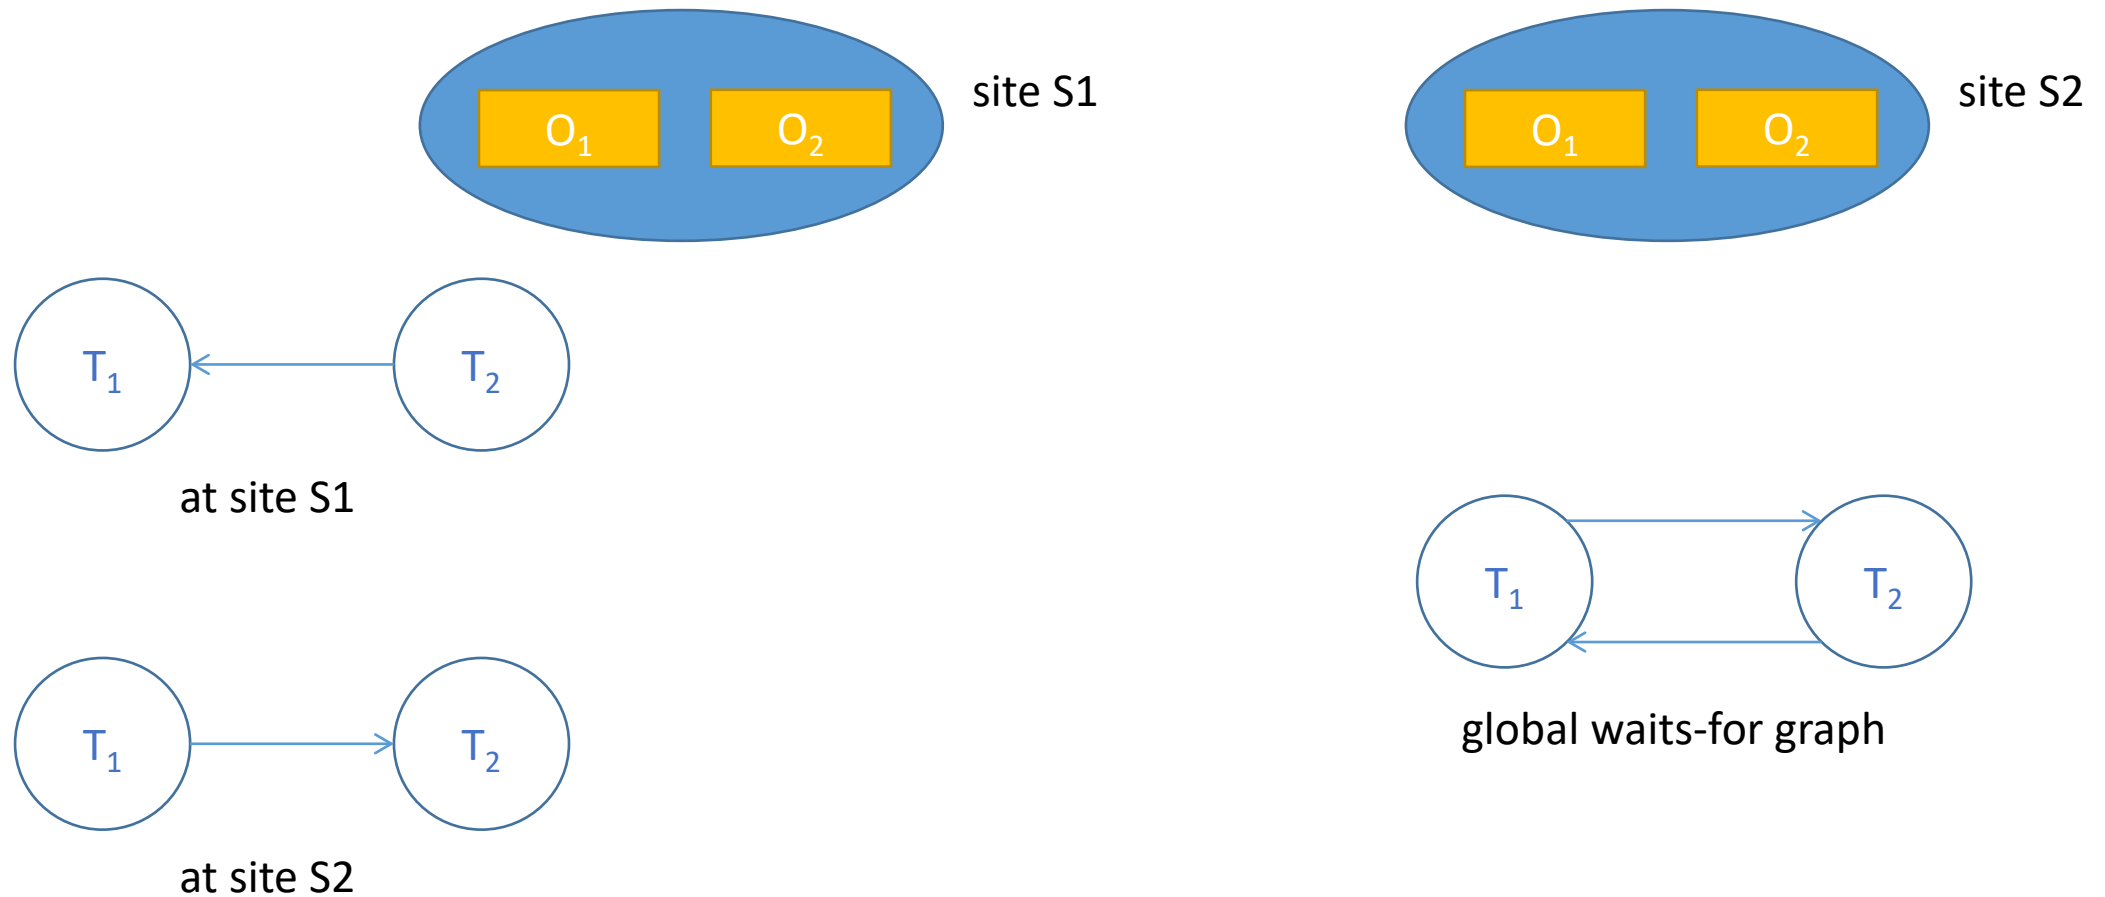 site S1
O₁ O₂
site S2
O₁ O₂
T₁ T₂
at site S1
T₁ T₂
at site S2
T₁ T₂
global waits-for graph